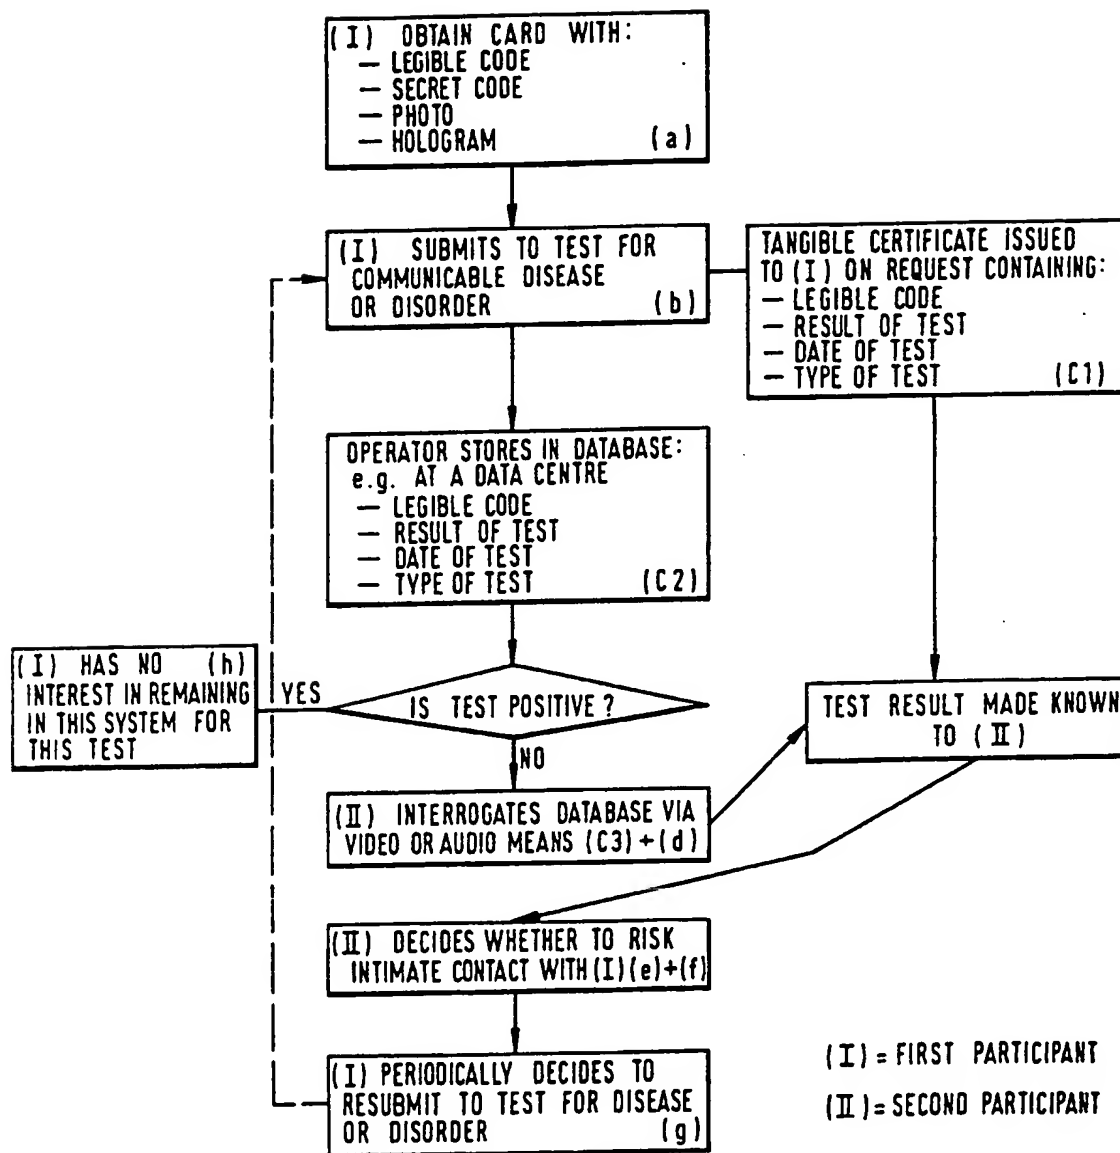 (I) OBTAIN CARD WITH:
— LEGIBLE CODE
— SECRET CODE
— PHOTO
— HOLOGRAM (a)
(I) SUBMITS TO TEST FOR
COMMUNICABLE DISEASE
OR DISORDER (b)
TANGIBLE CERTIFICATE ISSUED
TO (I) ON REQUEST CONTAINING:
— LEGIBLE CODE
— RESULT OF TEST
— DATE OF TEST
— TYPE OF TEST (C1)
OPERATOR STORES IN DATABASE:
e.g. AT A DATA CENTRE
— LEGIBLE CODE
— RESULT OF TEST
— DATE OF TEST
— TYPE OF TEST (C2)
(I) HAS NO (h)
INTEREST IN REMAINING
IN THIS SYSTEM FOR
THIS TEST
YES
IS TEST POSITIVE ?
NO
TEST RESULT MADE KNOWN
TO (II)
(II) INTERROGATES DATABASE VIA
VIDEO OR AUDIO MEANS (C3)+(d)
(II) DECIDES WHETHER TO RISK
INTIMATE CONTACT WITH (I)(e)+(f)
(I) PERIODICALLY DECIDES TO
RESUBMIT TO TEST FOR DISEASE
OR DISORDER (g)
(I) = FIRST PARTICIPANT
(II) = SECOND PARTICIPANT